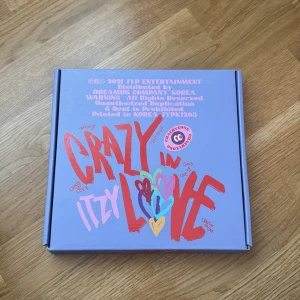 ℗© 2021 JYP ENTERTAINMENT
Distributed by
DREAMUS COMPANY KOREA
WARNING: All Rights Reserved
Unauthorized Duplication
& Rent is Prohibited
Printed in KOREA JYPK1285
CRAZY
IN
ITZY
LOVE